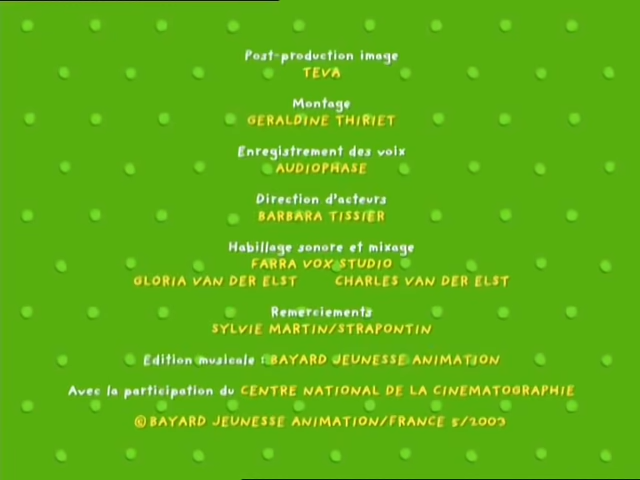 Post-production image
TEVA
Montage
GERALDINE THIRIET
Enregistrement des voix
AUDIOPHASE
Direction d'acteurs
BARBARA TISSIER
Habillage sonore et mixage
FARRA VOX STUDIO
GLORIA VAN DER ELST CHARLES VAN DER ELST
Remerciements
SYLVIE MARTIN/STRAPONTIN
Edition musicale : BAYARD JEUNESSE ANIMATION
Avec la participation du CENTRE NATIONAL DE LA CINEMATOGRAPHIE
©BAYARD JEUNESSE ANIMATION/FRANCE 5/2003